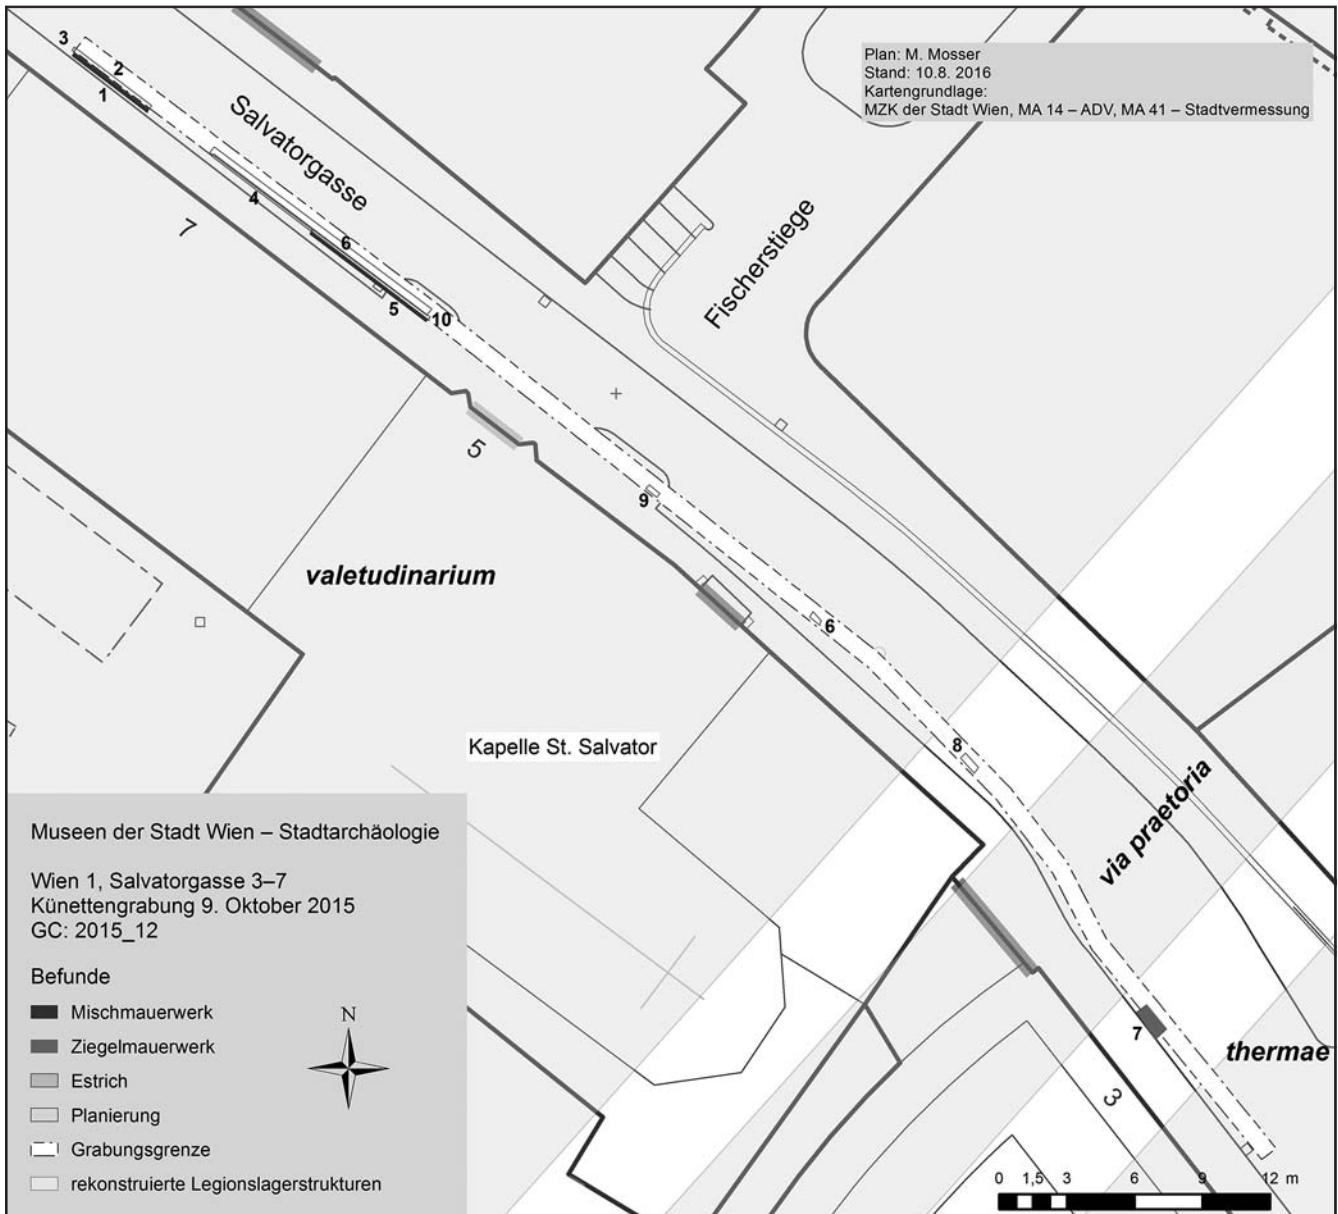 Plan: M. Mosser
Stand: 10.8. 2016
Kartengrundlage:
MZK der Stadt Wien, MA 14 – ADV, MA 41 – Stadtvermessung
3
2
1
Salvatorgasse
4
7
6
5
10
Fischerstiege
5
9
valetudinarium
6
Kapelle St. Salvator
8
via praetoria
7
thermae
3
Museen der Stadt Wien – Stadtarchäologie
Wien 1, Salvatorgasse 3–7
Künettengrabung 9. Oktober 2015
GC: 2015_12
Befunde
Mischmauerwerk
Ziegelmauerwerk
Estrich
Planierung
Grabungsgrenze
rekonstruierte Legionslagerstrukturen
N
0 1,5 3 6 9 12 m